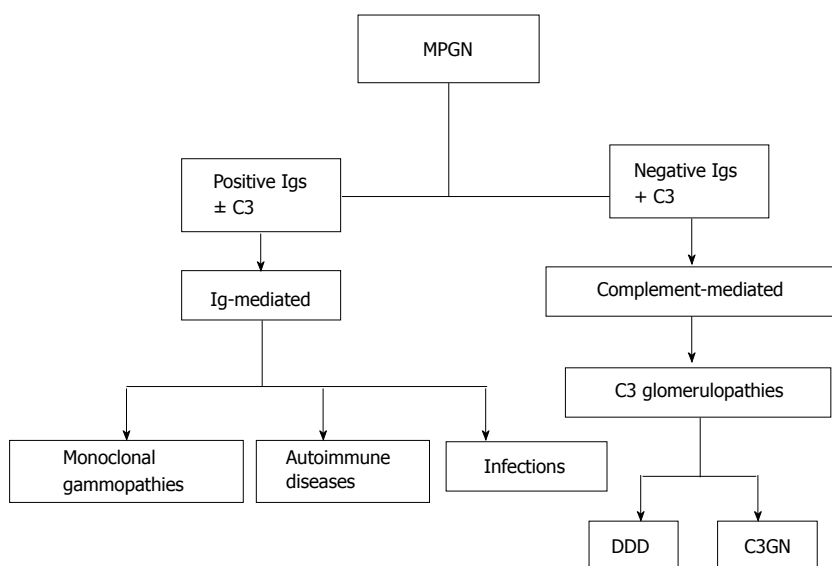 MPGN
Positive Igs
± C3
Negative Igs
+ C3
Ig-mediated
Complement-mediated
C3 glomerulopathies
Monoclonal
gammopathies
Autoimmune
diseases
Infections
DDD
C3GN